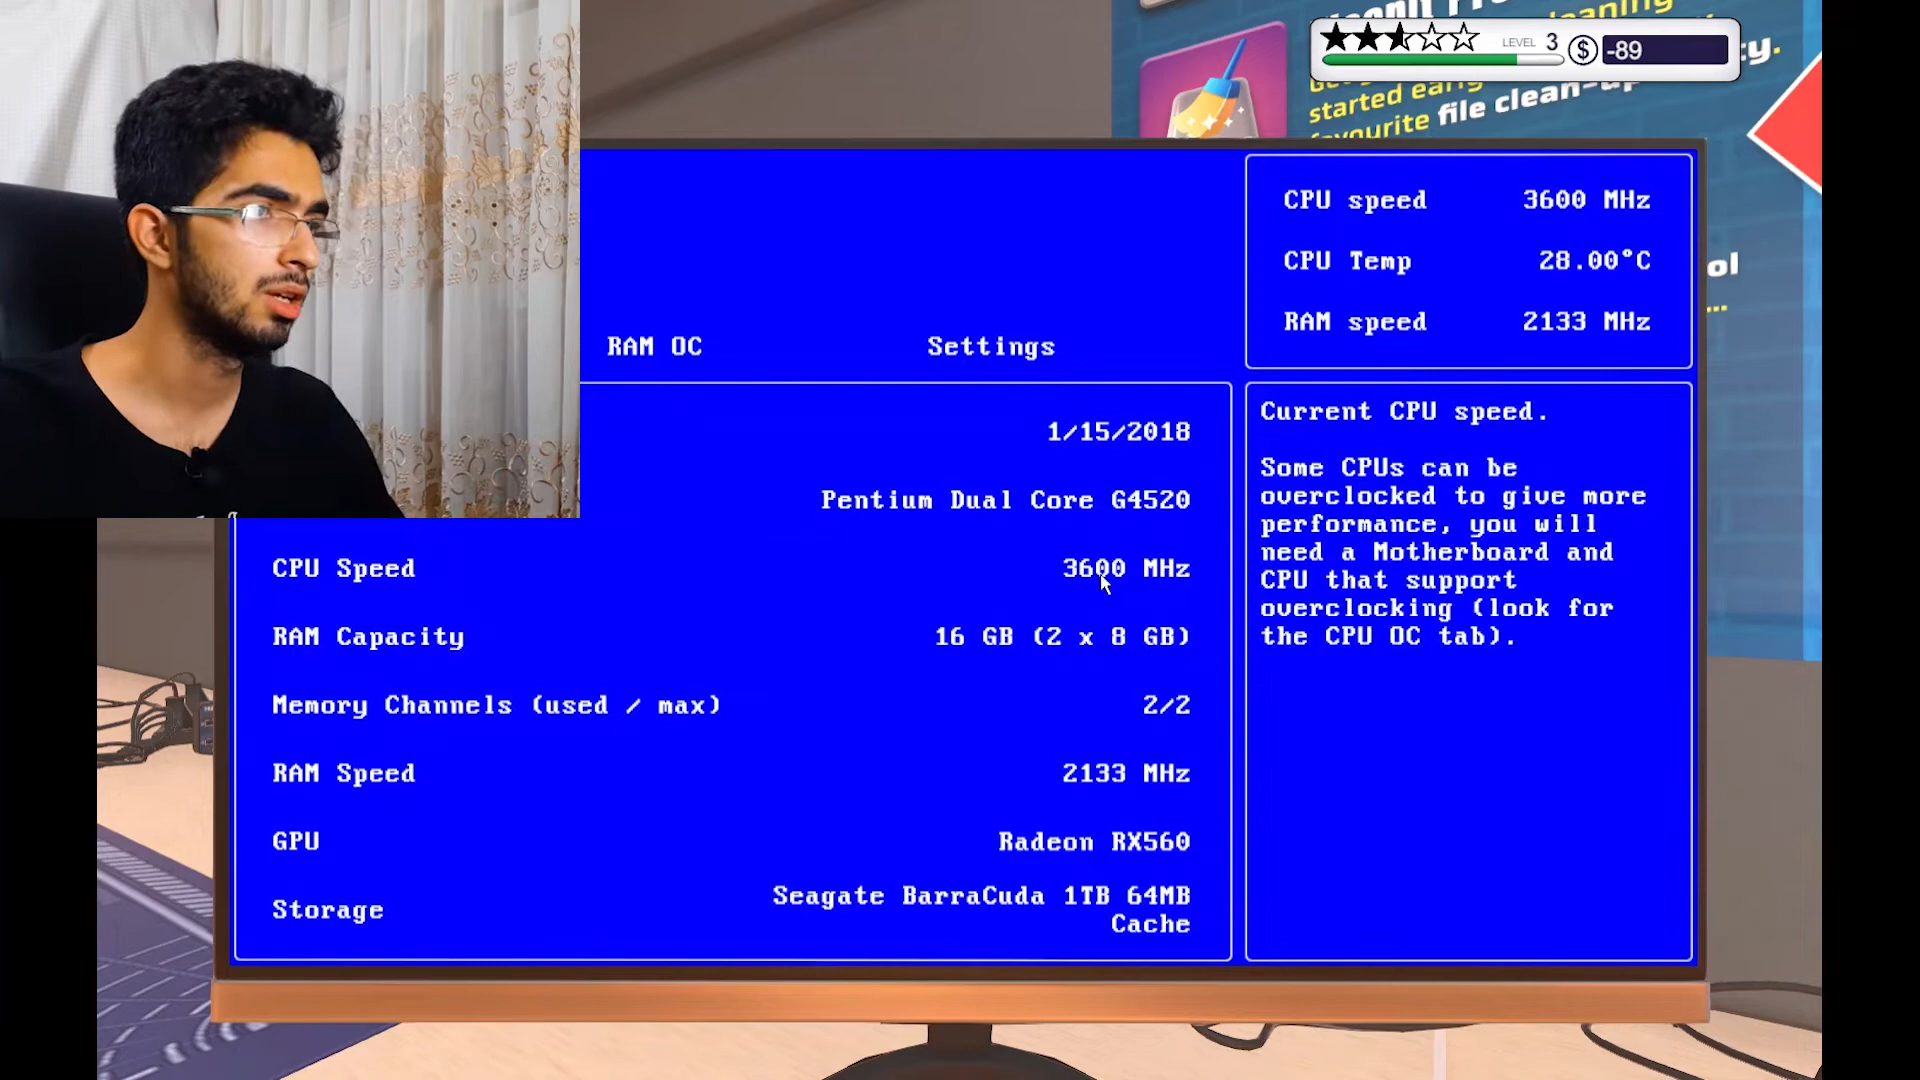 LEVEL 3
$ -89
started early
favourite file clean-up
CPU speed 3600 MHz
CPU Temp 28.00°C
RAM speed 2133 MHz
RAM OC Settings
1/15/2018
Pentium Dual Core G4520
CPU Speed 3600 MHz
RAM Capacity 16 GB (2 x 8 GB)
Memory Channels (used / max) 2/2
RAM Speed 2133 MHz
GPU Radeon RX560
Storage Seagate BarraCuda 1TB 64MB
Cache
Current CPU speed.
Some CPUs can be
overclocked to give more
performance, you will
need a Motherboard and
CPU that support
overclocking (look for
the CPU OC tab).